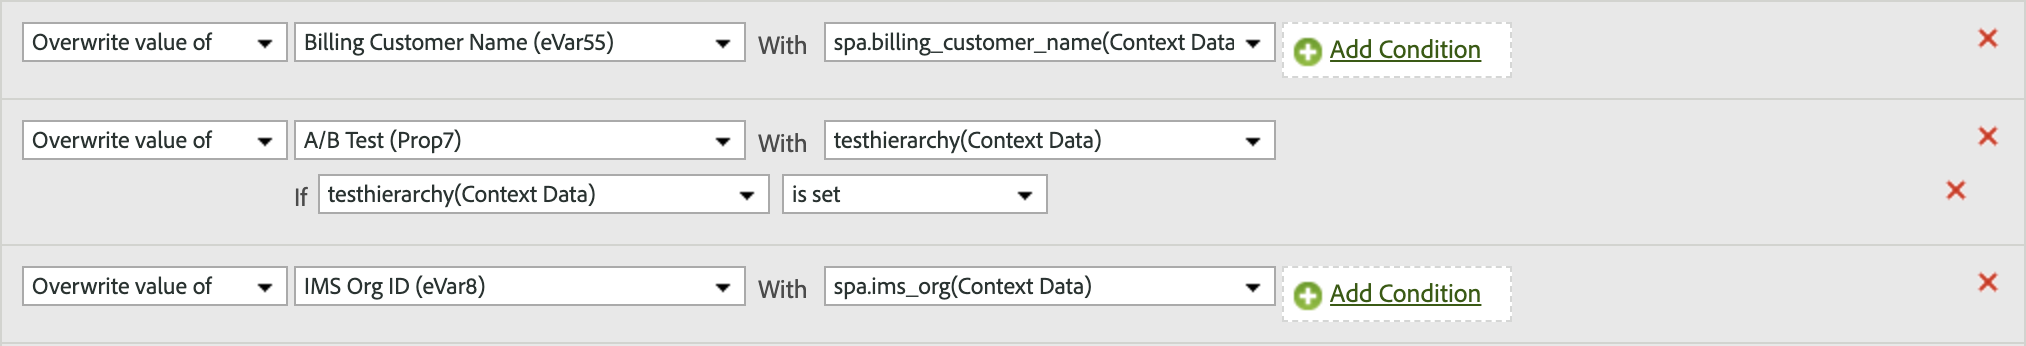 Overwrite value of Billing Customer Name (eVar55) With spa.billing_customer_name(Context Data Add Condition
Overwrite value of A/B Test (Prop7) With testhierarchy(Context Data)
If testhierarchy(Context Data) is set
Overwrite value of IMS Org ID (eVar8) With spa.ims_org(Context Data) Add Condition